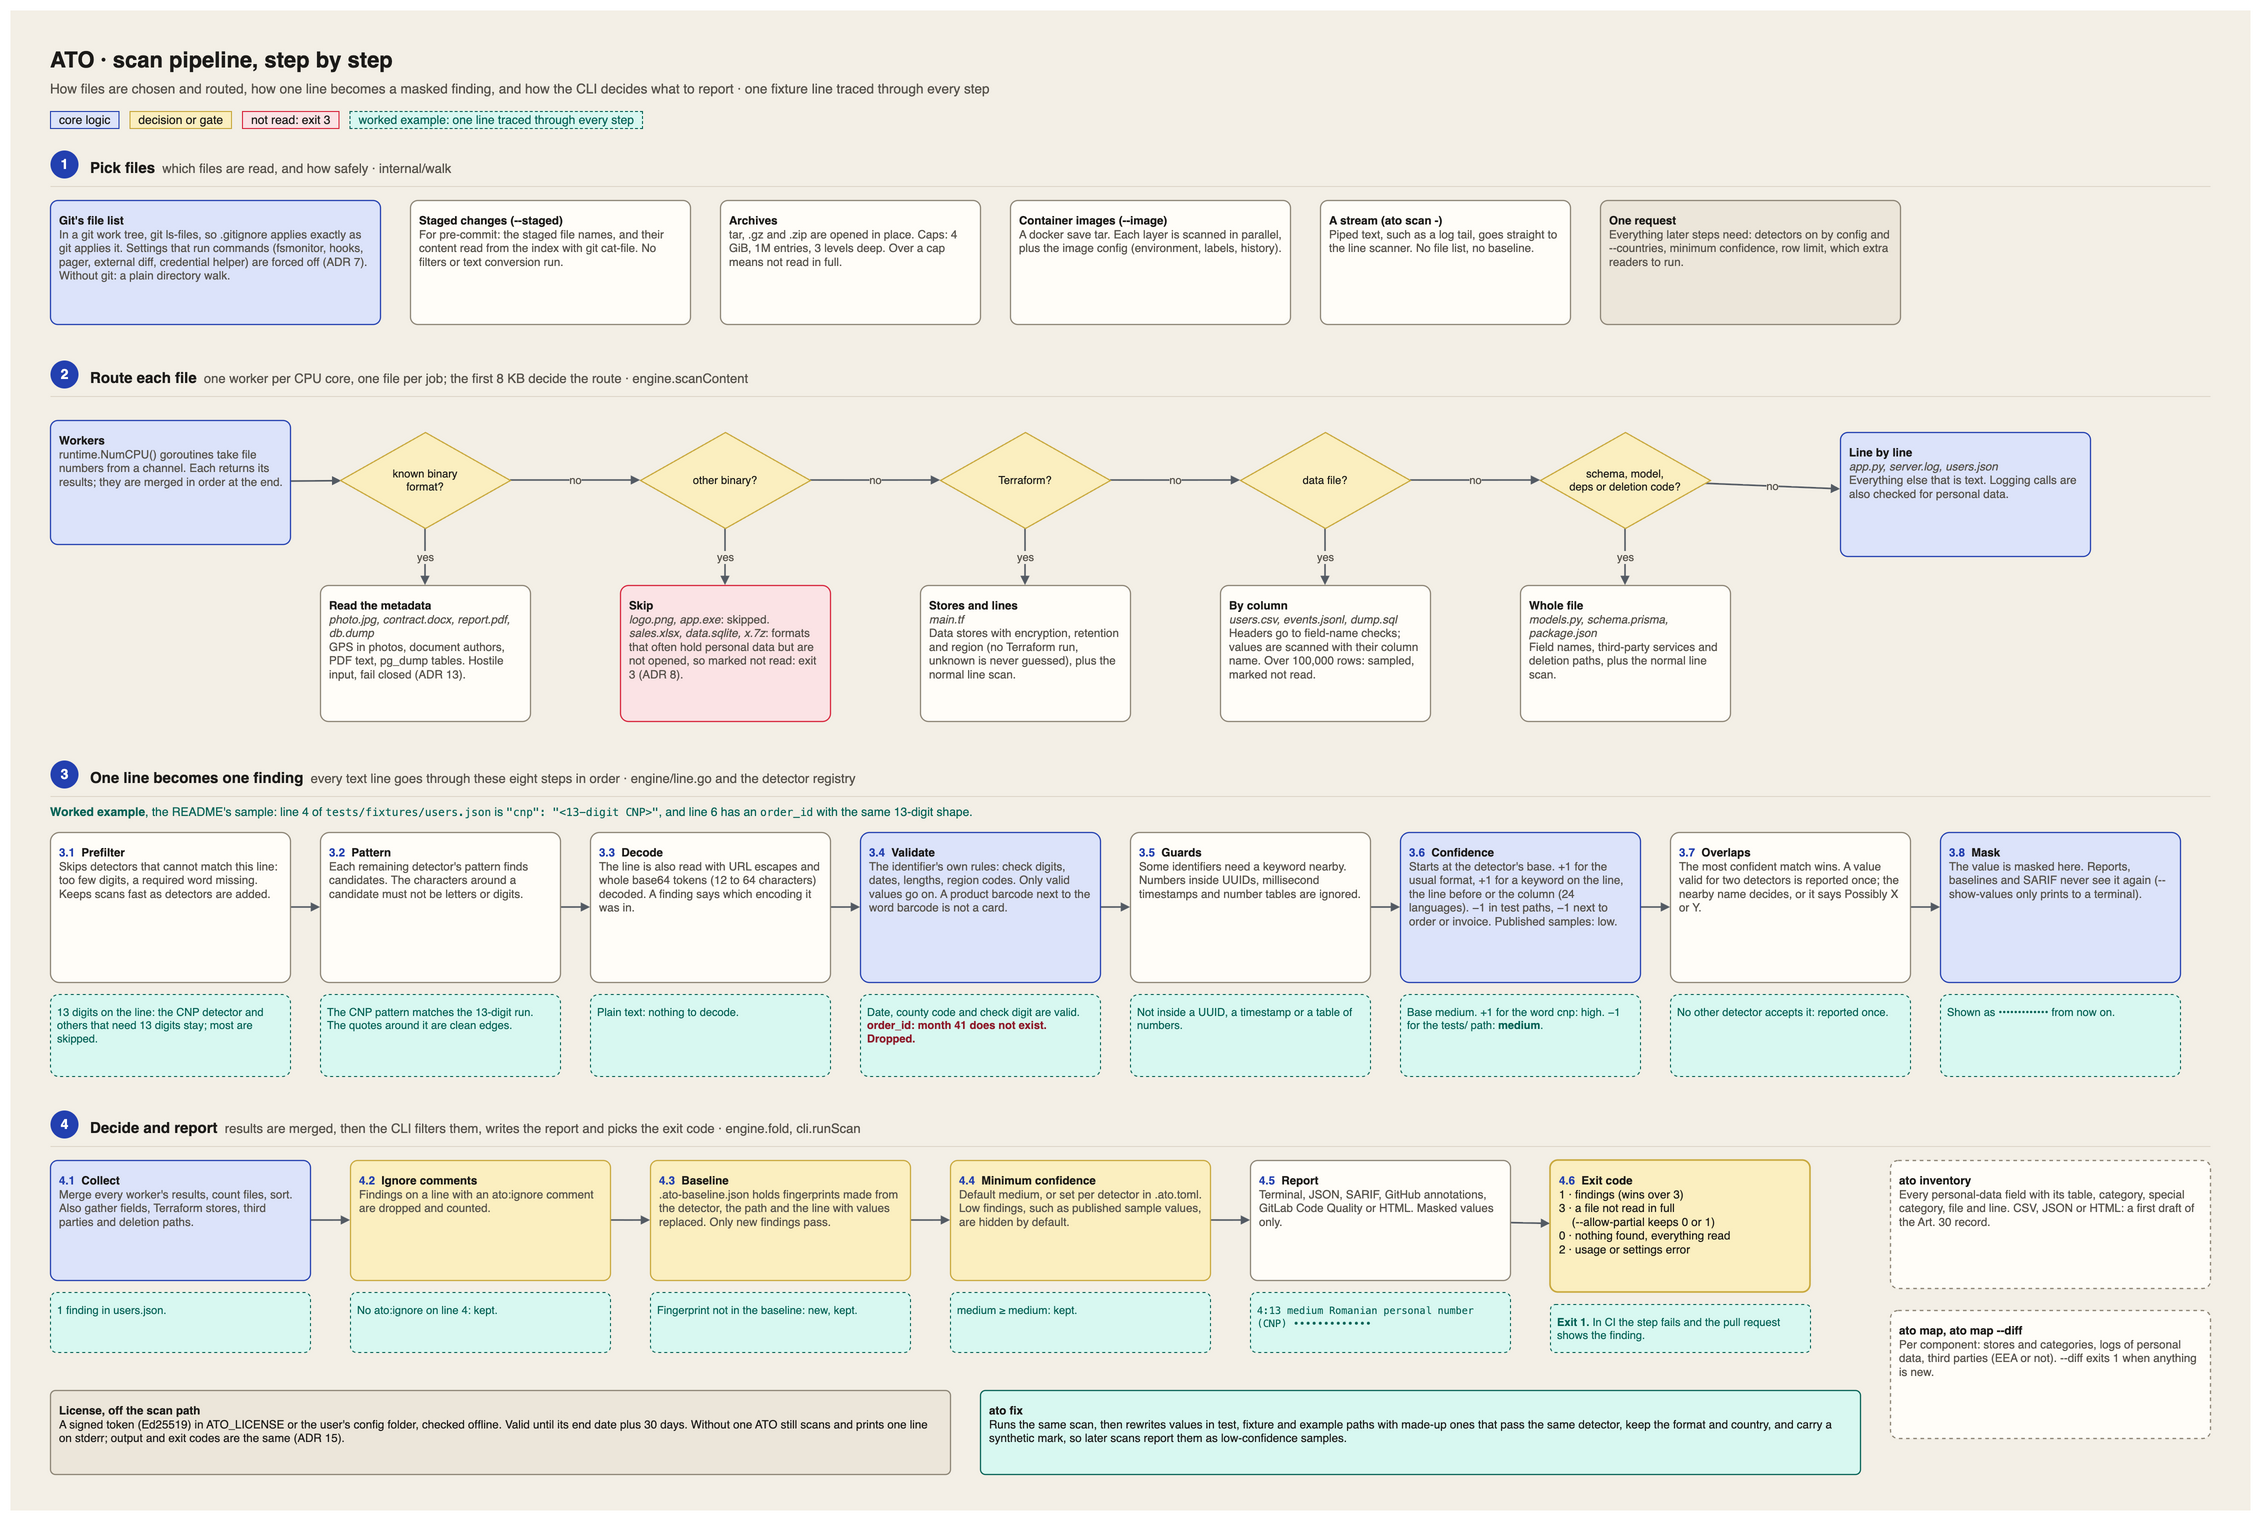 ATO · scan pipeline, step by step
How files are chosen and routed, how one line becomes a masked finding, and how the CLI decides what to report · one fixture line traced through every step
core logic
decision or gate
not read: exit 3
worked example: one line traced through every step
1
Pick files which files are read, and how safely · internal/walk
Git's file list
In a git work tree, git ls-files, so .gitignore applies exactly as
git applies it. Settings that run commands (fsmonitor, hooks,
pager, external diff, credential helper) are forced off (ADR 7).
Without git: a plain directory walk.
Staged changes (--staged)
For pre-commit: the staged file names, and their
content read from the index with git cat-file. No
filters or text conversion run.
Archives
tar, .gz and .zip are opened in place. Caps: 4
GiB, 1M entries, 3 levels deep. Over a cap
means not read in full.
Container images (--image)
A docker save tar. Each layer is scanned in parallel,
plus the image config (environment, labels, history).
A stream (ato scan -)
Piped text, such as a log tail, goes straight to
the line scanner. No file list, no baseline.
One request
Everything later steps need: detectors on by config and
--countries, minimum confidence, row limit, which extra
readers to run.
2
Route each file one worker per CPU core, one file per job; the first 8 KB decide the route · engine.scanContent
Workers
runtime.NumCPU() goroutines take file
numbers from a channel. Each returns its
results; they are merged in order at the end.
known binary
format?
no
other binary?
no
Terraform?
no
data file?
no
schema, model,
deps or deletion code?
no
Line by line
app.py, server.log, users.json
Everything else that is text. Logging calls are
also checked for personal data.
yes
yes
yes
yes
yes
Read the metadata
photo.jpg, contract.docx, report.pdf,
db.dump
GPS in photos, document authors,
PDF text, pg_dump tables. Hostile
input, fail closed (ADR 13).
Skip
logo.png, app.exe: skipped.
sales.xlsx, data.sqlite, x.7z: formats
that often hold personal data but are
not opened, so marked not read: exit
3 (ADR 8).
Stores and lines
main.tf
Data stores with encryption, retention
and region (no Terraform run,
unknown is never guessed), plus the
normal line scan.
By column
users.csv, events.jsonl, dump.sql
Headers go to field-name checks;
values are scanned with their column
name. Over 100,000 rows: sampled,
marked not read.
Whole file
models.py, schema.prisma,
package.json
Field names, third-party services and
deletion paths, plus the normal line
scan.
3
One line becomes one finding every text line goes through these eight steps in order · engine/line.go and the detector registry
Worked example, the README's sample: line 4 of tests/fixtures/users.json is "cnp": "<13-digit CNP>", and line 6 has an order_id with the same 13-digit shape.
3.1 Prefilter
Skips detectors that cannot match this line:
too few digits, a required word missing.
Keeps scans fast as detectors are added.
3.2 Pattern
Each remaining detector's pattern finds
candidates. The characters around a
candidate must not be letters or digits.
3.3 Decode
The line is also read with URL escapes and
whole base64 tokens (12 to 64 characters)
decoded. A finding says which encoding it
was in.
3.4 Validate
The identifier's own rules: check digits,
dates, lengths, region codes. Only valid
values go on. A product barcode next to the
word barcode is not a card.
3.5 Guards
Some identifiers need a keyword nearby.
Numbers inside UUIDs, millisecond
timestamps and number tables are ignored.
3.6 Confidence
Starts at the detector's base. +1 for the
usual format, +1 for a keyword on the line,
the line before or the column (24
languages). −1 in test paths, −1 next to
order or invoice. Published samples: low.
3.7 Overlaps
The most confident match wins. A value
valid for two detectors is reported once; the
nearby name decides, or it says Possibly X
or Y.
3.8 Mask
The value is masked here. Reports,
baselines and SARIF never see it again (--
show-values only prints to a terminal).
13 digits on the line: the CNP detector and
others that need 13 digits stay; most are
skipped.
The CNP pattern matches the 13-digit run.
The quotes around it are clean edges.
Plain text: nothing to decode.
Date, county code and check digit are valid.
order_id: month 41 does not exist.
Dropped.
Not inside a UUID, a timestamp or a table of
numbers.
Base medium. +1 for the word cnp: high. −1
for the tests/ path: medium.
No other detector accepts it: reported once.
Shown as ••••••••••••• from now on.
4
Decide and report results are merged, then the CLI filters them, writes the report and picks the exit code · engine.fold, cli.runScan
4.1 Collect
Merge every worker's results, count files, sort.
Also gather fields, Terraform stores, third
parties and deletion paths.
4.2 Ignore comments
Findings on a line with an ato:ignore comment
are dropped and counted.
4.3 Baseline
.ato-baseline.json holds fingerprints made from
the detector, the path and the line with values
replaced. Only new findings pass.
4.4 Minimum confidence
Default medium, or set per detector in .ato.toml.
Low findings, such as published sample values,
are hidden by default.
4.5 Report
Terminal, JSON, SARIF, GitHub annotations,
GitLab Code Quality or HTML. Masked values
only.
4.6 Exit code
1 · findings (wins over 3)
3 · a file not read in full
(--allow-partial keeps 0 or 1)
0 · nothing found, everything read
2 · usage or settings error
ato inventory
Every personal-data field with its table, category, special
category, file and line. CSV, JSON or HTML: a first draft of
the Art. 30 record.
1 finding in users.json.
No ato:ignore on line 4: kept.
Fingerprint not in the baseline: new, kept.
medium ≥ medium: kept.
4:13 medium Romanian personal number
(CNP) •••••••••••••
Exit 1. In CI the step fails and the pull request
shows the finding.
ato map, ato map --diff
Per component: stores and categories, logs of personal
data, third parties (EEA or not). --diff exits 1 when anything
is new.
License, off the scan path
A signed token (Ed25519) in ATO_LICENSE or the user's config folder, checked offline. Valid until its end date plus 30 days. Without one ATO still scans and prints one line
on stderr; output and exit codes are the same (ADR 15).
ato fix
Runs the same scan, then rewrites values in test, fixture and example paths with made-up ones that pass the same detector, keep the format and country, and carry a
synthetic mark, so later scans report them as low-confidence samples.